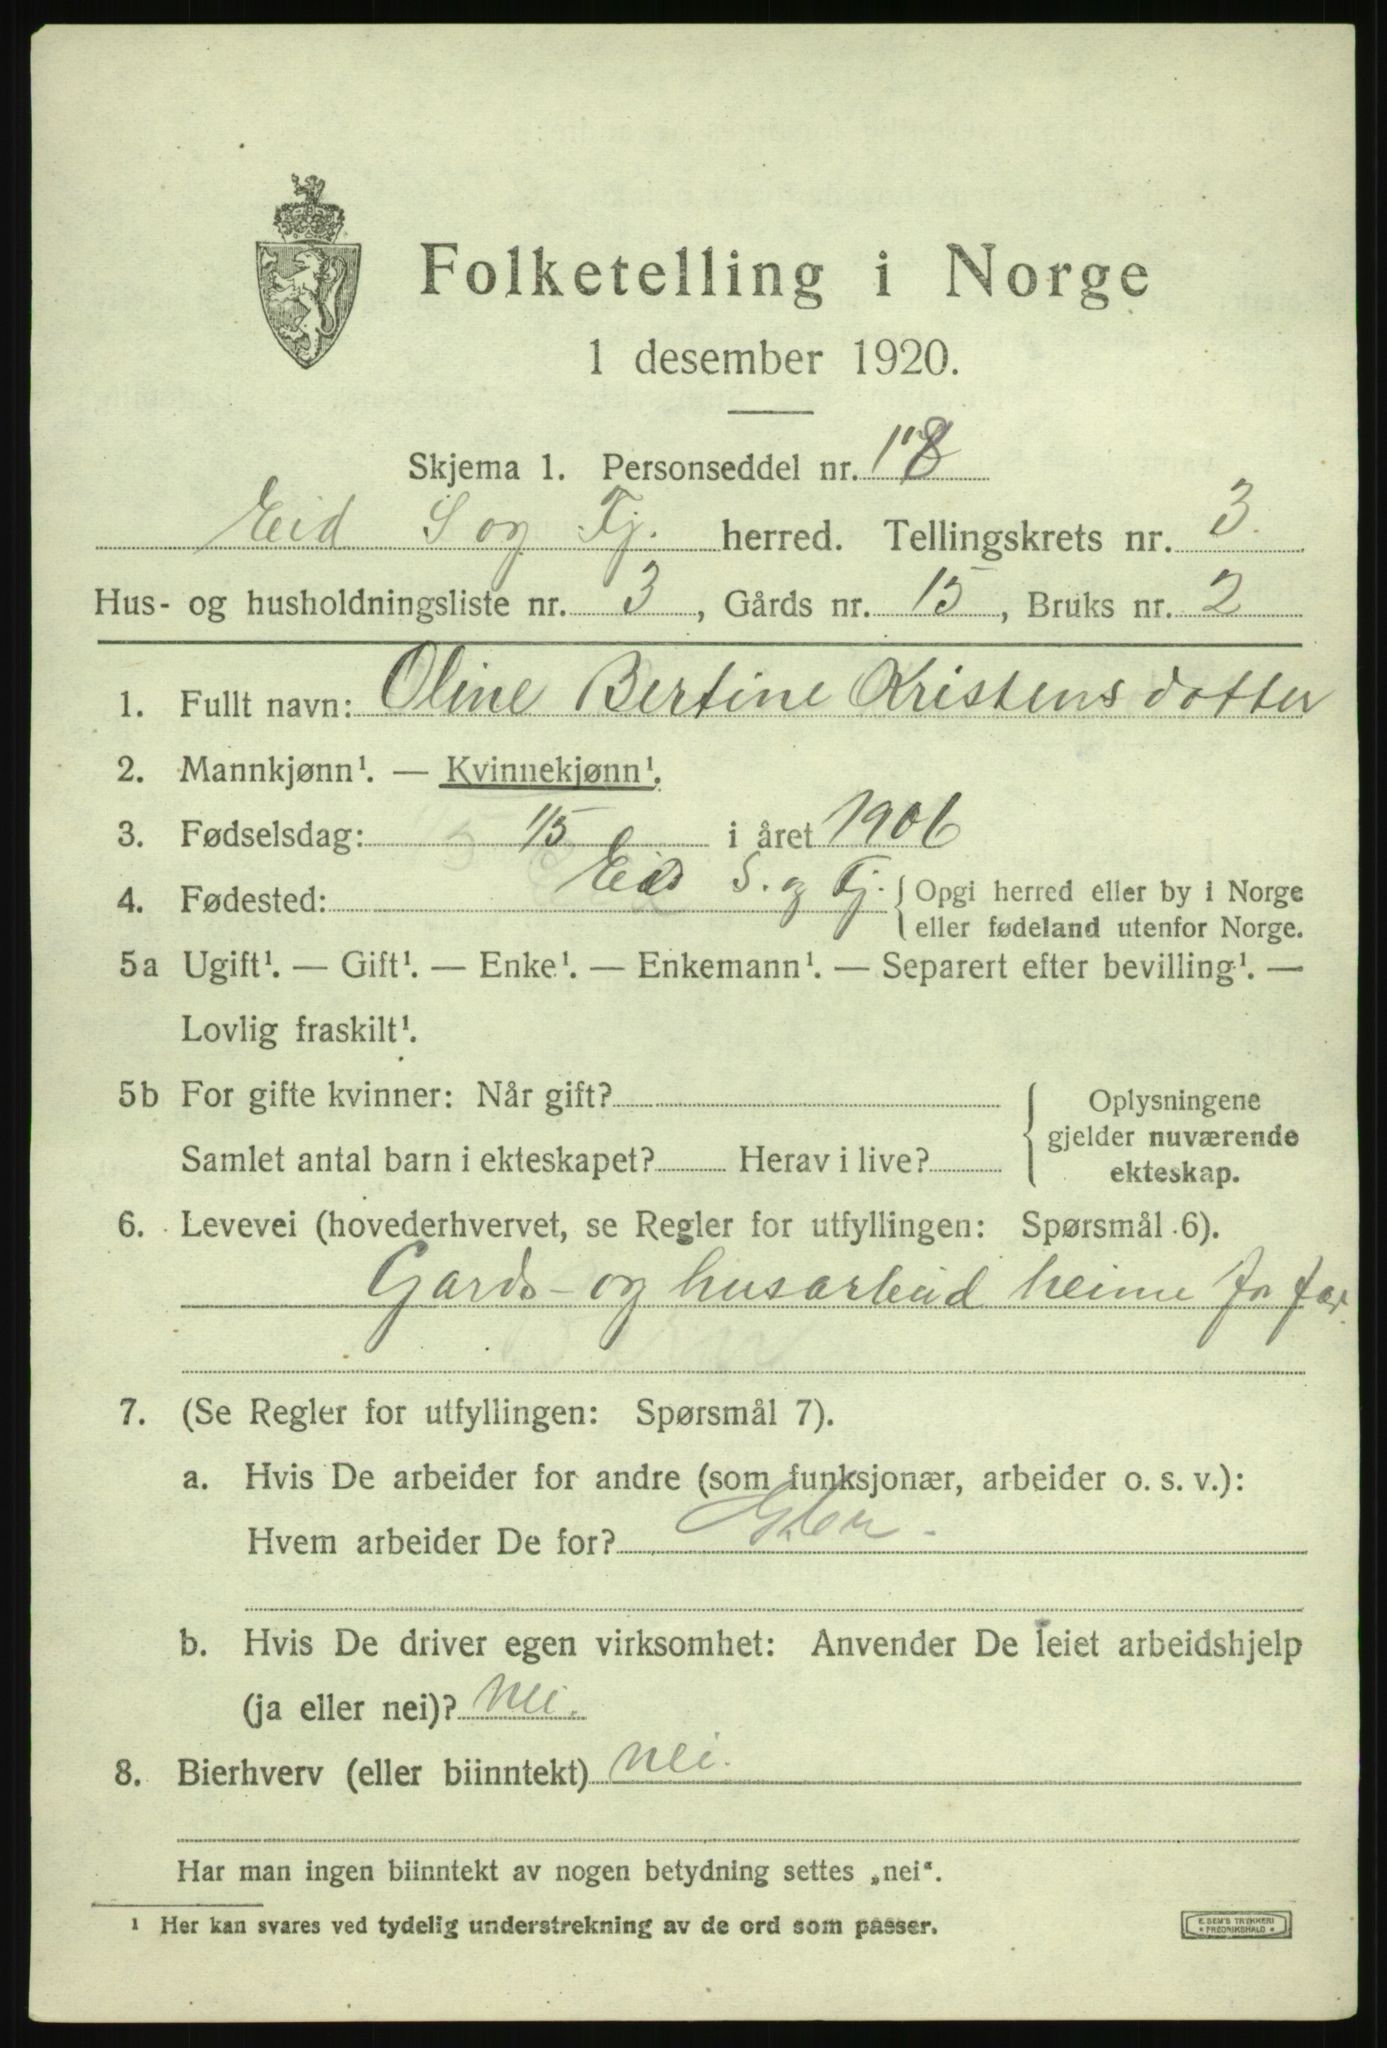 Folketelling i Norge
1 desember 1920.
Skjema 1. Personseddel nr. 18
Eid S og Fj. herred. Tellingskrets nr. 3
Hus- og husholdningsliste nr. 3, Gårds nr. 15, Bruks nr. 2
1. Fullt navn: Oline Bertine Kristensdotter
2. Mannkjønn¹. — Kvinnekjønn¹.
3. Fødselsdag: 1/5 i året 1906
4. Fødested: Eid S. og Fj. { Opgi herred eller by i Norge
eller fødeland utenfor Norge.
5a Ugift¹. — Gift¹. — Enke¹. — Enkemann¹. — Separert efter bevilling¹. —
Lovlig fraskilt¹.
5b For gifte kvinner: Når gift?
Samlet antal barn i ekteskapet? Herav i live?
{ Oplysningene
gjelder nuværende
ekteskap.
6. Levevei (hovederhvervet, se Regler for utfyllingen: Spørsmål 6).
Gards- og husarbeid heime for far
7. (Se Regler for utfyllingen: Spørsmål 7).
a. Hvis De arbeider for andre (som funksjonær, arbeider o. s. v.):
Hvem arbeider De for?
b. Hvis De driver egen virksomhet: Anvender De leiet arbeidshjelp
(ja eller nei)? nei.
8. Bierhverv (eller biinntekt) nei.
Har man ingen biinntekt av nogen betydning settes „nei“.
¹ Her kan svares ved tydelig understrekning av de ord som passer.
E. SEM'S TRYKKERI
* FREDRIKSHALD *